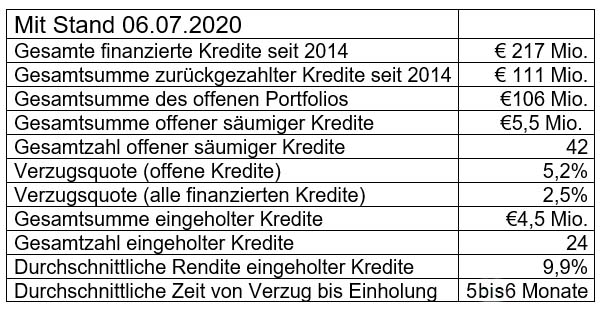 Mit Stand 06.07.2020
Gesamte finanzierte Kredite seit 2014 € 217 Mio.
Gesamtsumme zurückgezahlter Kredite seit 2014 € 111 Mio.
Gesamtsumme des offenen Portfolios €106 Mio.
Gesamtsumme offener säumiger Kredite €5,5 Mio.
Gesamtzahl offener säumiger Kredite 42
Verzugsquote (offene Kredite) 5,2%
Verzugsquote (alle finanzierten Kredite) 2,5%
Gesamtsumme eingeholter Kredite €4,5 Mio.
Gesamtzahl eingeholter Kredite 24
Durchschnittliche Rendite eingeholter Kredite 9,9%
Durchschnittliche Zeit von Verzug bis Einholung 5bis6 Monate